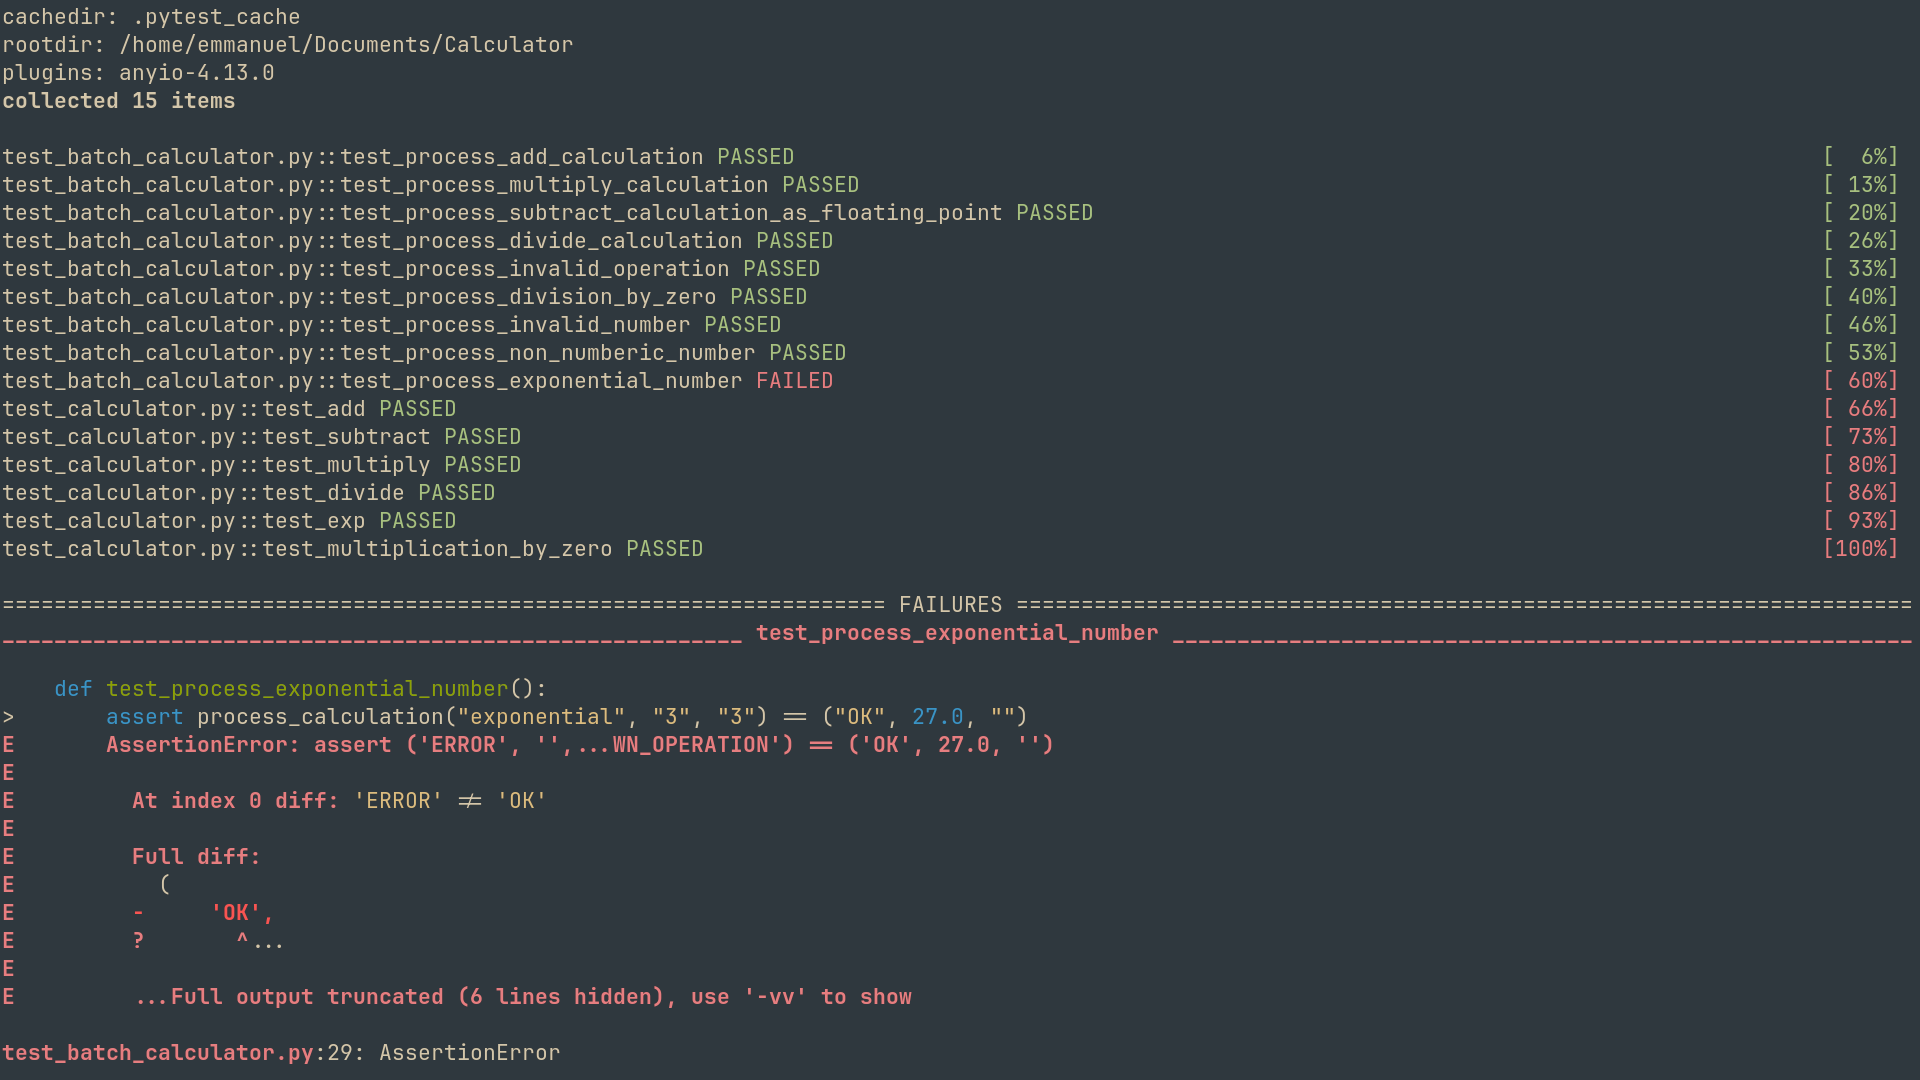 cachedir: .pytest_cache
rootdir: /home/emmanuel/Documents/Calculator
plugins: anyio-4.13.0
collected 15 items
test_batch_calculator.py::test_process_add_calculation PASSED [  6%]
test_batch_calculator.py::test_process_multiply_calculation PASSED [ 13%]
test_batch_calculator.py::test_process_subtract_calculation_as_floating_point PASSED [ 20%]
test_batch_calculator.py::test_process_divide_calculation PASSED [ 26%]
test_batch_calculator.py::test_process_invalid_operation PASSED [ 33%]
test_batch_calculator.py::test_process_division_by_zero PASSED [ 40%]
test_batch_calculator.py::test_process_invalid_number PASSED [ 46%]
test_batch_calculator.py::test_process_non_numberic_number PASSED [ 53%]
test_batch_calculator.py::test_process_exponential_number FAILED [ 60%]
test_calculator.py::test_add PASSED [ 66%]
test_calculator.py::test_subtract PASSED [ 73%]
test_calculator.py::test_multiply PASSED [ 80%]
test_calculator.py::test_divide PASSED [ 86%]
test_calculator.py::test_exp PASSED [ 93%]
test_calculator.py::test_multiplication_by_zero PASSED [100%]
==================================================================== FAILURES =====================================================================
_________________________________________________________ test_process_exponential_number _________________________________________________________
    def test_process_exponential_number():
>       assert process_calculation("exponential", "3", "3") == ("OK", 27.0, "")
E       AssertionError: assert ('ERROR', '',...WN_OPERATION') == ('OK', 27.0, '')
E
E         At index 0 diff: 'ERROR' != 'OK'
E
E         Full diff:
E           (
E         -     'OK',
E         ?       ^...
E
E         ...Full output truncated (6 lines hidden), use '-vv' to show
test_batch_calculator.py:29: AssertionError